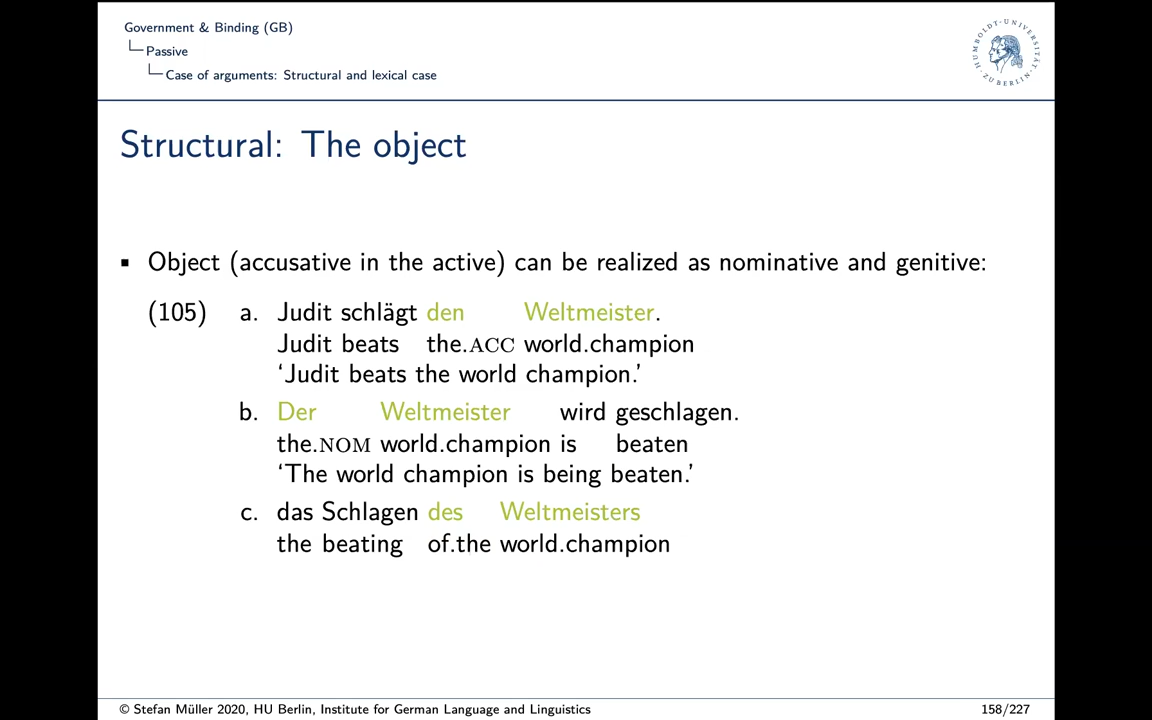 Government & Binding (GB)
Passive
Case of arguments: Structural and lexical case
HUMBOLDT-UNIVERSITÄT ZU BERLIN
Structural: The object
▪ Object (accusative in the active) can be realized as nominative and genitive:
(105) a. Judit schlägt den Weltmeister.
Judit beats the.ACC world.champion
‘Judit beats the world champion.’
b. Der Weltmeister wird geschlagen.
the.NOM world.champion is beaten
‘The world champion is being beaten.’
c. das Schlagen des Weltmeisters
the beating of.the world.champion
© Stefan Müller 2020, HU Berlin, Institute for German Language and Linguistics 158/227